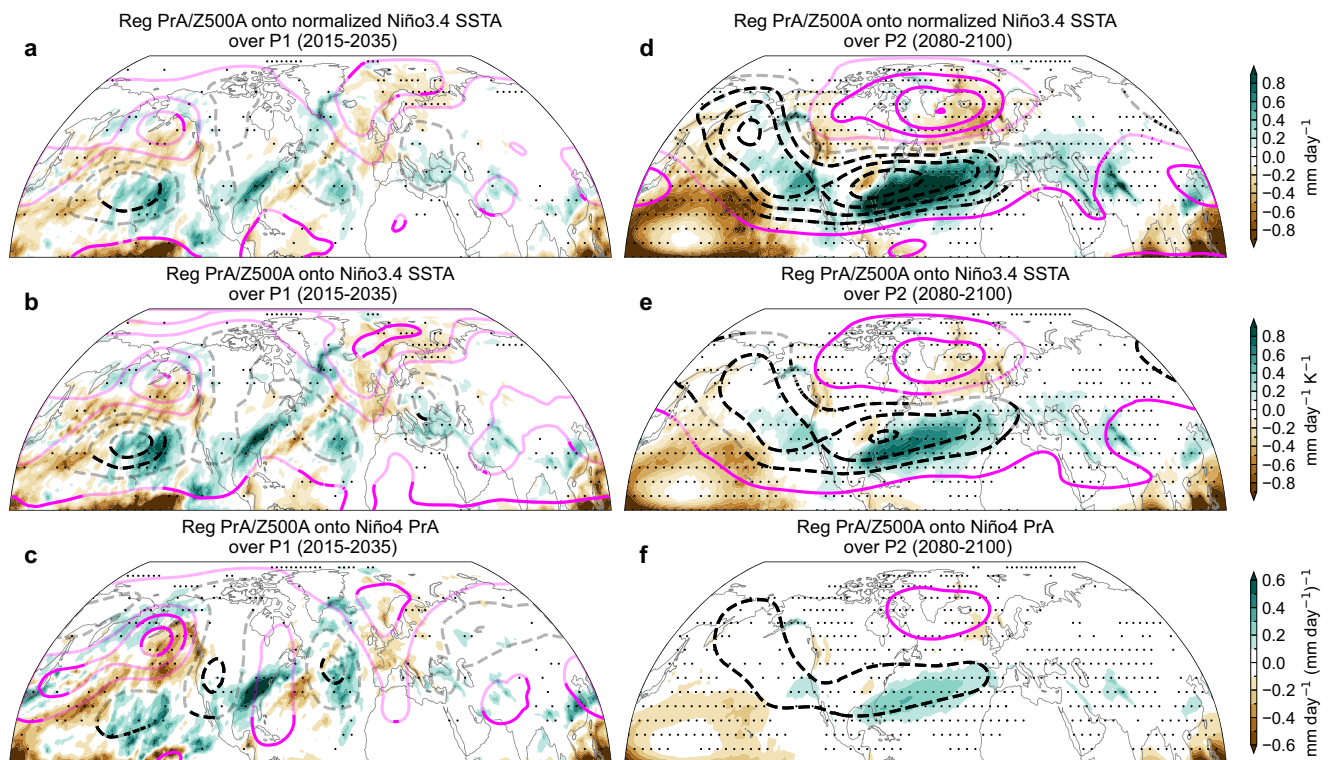 Reg PrA/Z500A onto normalized Niño3.4 SSTA
over P1 (2015-2035)
a
Reg PrA/Z500A onto normalized Niño3.4 SSTA
over P2 (2080-2100)
d
0.8
0.6
0.4
0.2
0.0
−0.2
−0.4
−0.6
−0.8
mm day⁻¹
Reg PrA/Z500A onto Niño3.4 SSTA
over P1 (2015-2035)
b
Reg PrA/Z500A onto Niño3.4 SSTA
over P2 (2080-2100)
e
0.8
0.6
0.4
0.2
0.0
−0.2
−0.4
−0.6
−0.8
mm day⁻¹ K⁻¹
Reg PrA/Z500A onto Niño4 PrA
over P1 (2015-2035)
c
Reg PrA/Z500A onto Niño4 PrA
over P2 (2080-2100)
f
0.6
0.4
0.2
0.0
−0.2
−0.4
−0.6
mm day⁻¹ (mm day⁻¹)⁻¹